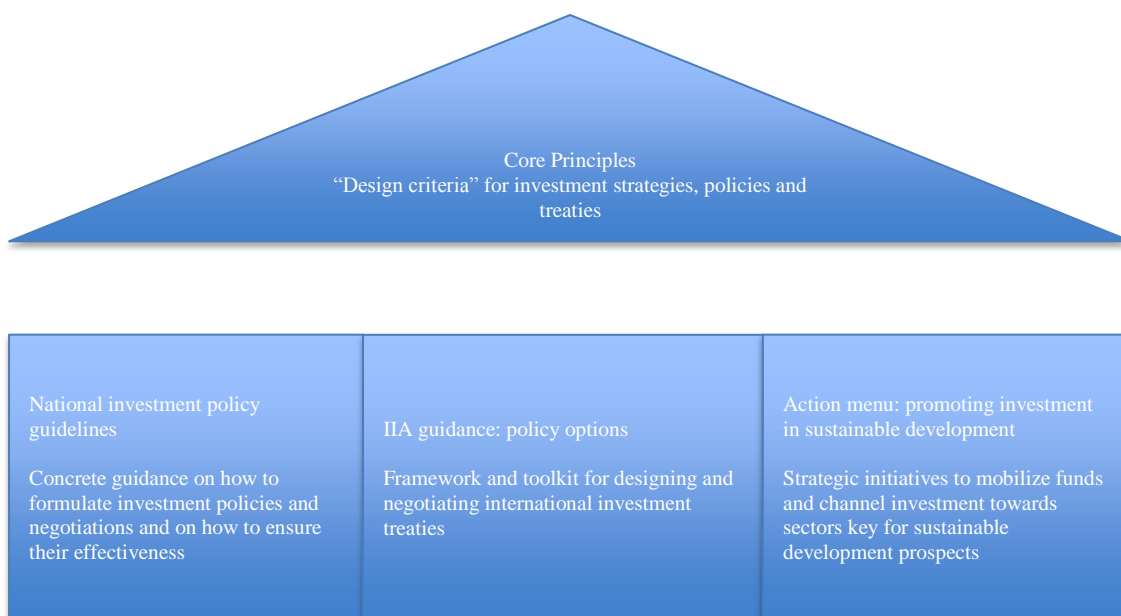 Core Principles
“Design criteria” for investment strategies, policies and
treaties
National investment policy
guidelines
Concrete guidance on how to
formulate investment policies and
negotiations and on how to ensure
their effectiveness
IIA guidance: policy options
Framework and toolkit for designing and
negotiating international investment
treaties
Action menu: promoting investment
in sustainable development
Strategic initiatives to mobilize funds
and channel investment towards
sectors key for sustainable
development prospects